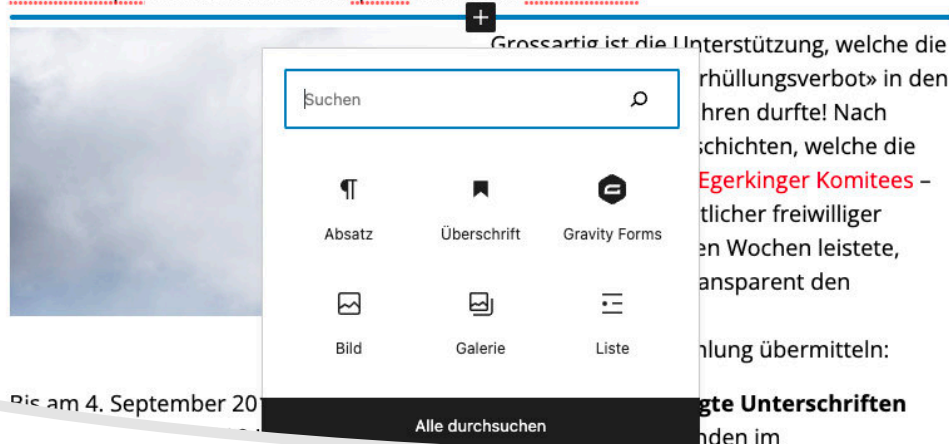 Grossartig ist die Unterstützung, welche die
rhüllungsverbot» in den
Suchen
hren durfte! Nach
schichten, welche die
Egerkinger Komitees –
tlicher freiwilliger
Absatz Überschrift Gravity Forms
en Wochen leistete,
ansparent den
Bild Galerie Liste
hlung übermitteln:
Bis am 4. September 20
gte Unterschriften
Alle durchsuchen
nden im